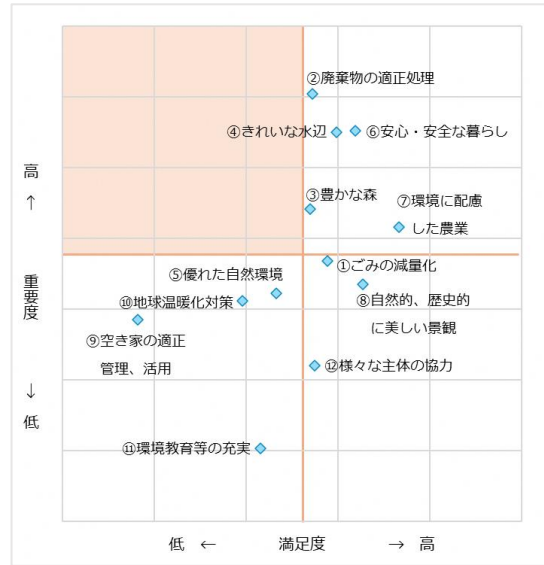 ②廃棄物の適正処理
④きれいな水辺
⑥安心・安全な暮らし
③豊かな森
⑦環境に配慮
した農業
①ごみの減量化
⑤優れた自然環境
⑩地球温暖化対策
⑧自然的、歴史的
に美しい景観
⑨空き家の適正
管理、活用
⑫様々な主体の協力
⑪環境教育等の充実
高
↑
重要度
↓
低
低 ← 満足度 → 高